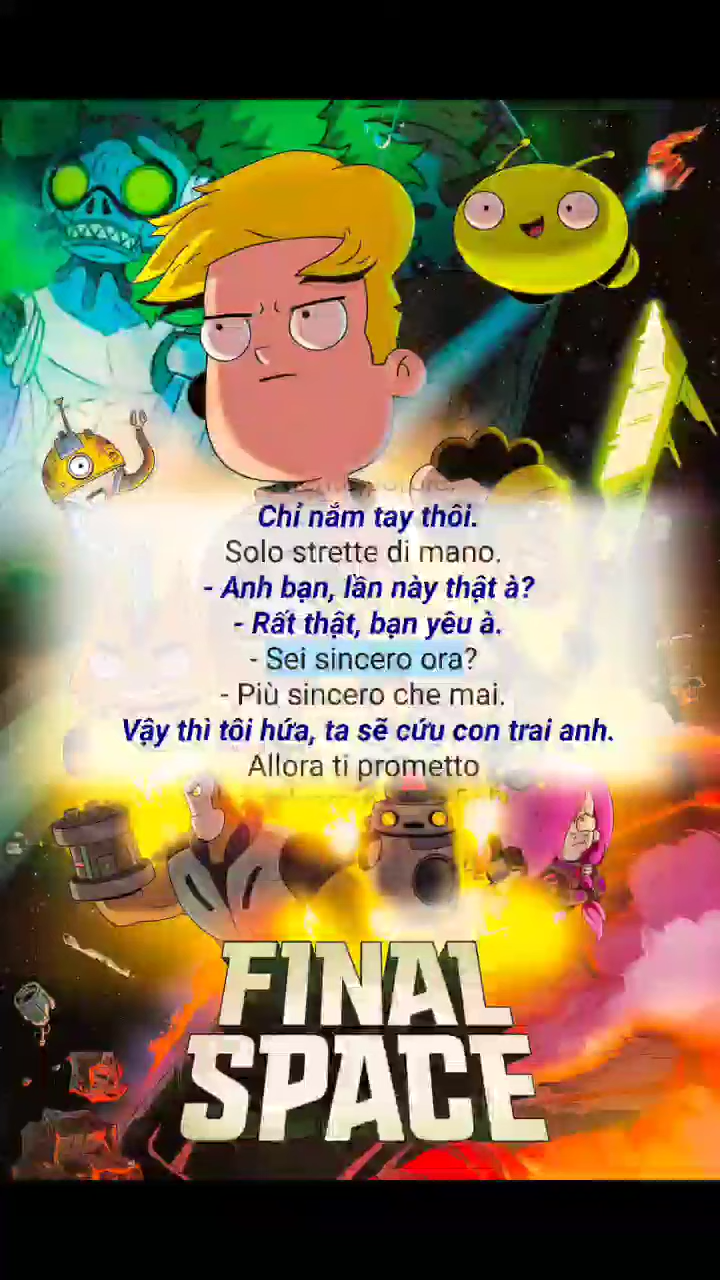 Chỉ nắm tay thôi.
Solo strette di mano.
- Anh bạn, lần này thật à?
- Rất thật, bạn yêu à.
- Sei sincero ora?
- Più sincero che mai.
Vậy thì tôi hứa, ta sẽ cứu con trai anh.
Allora ti prometto
FINAL
SPACE